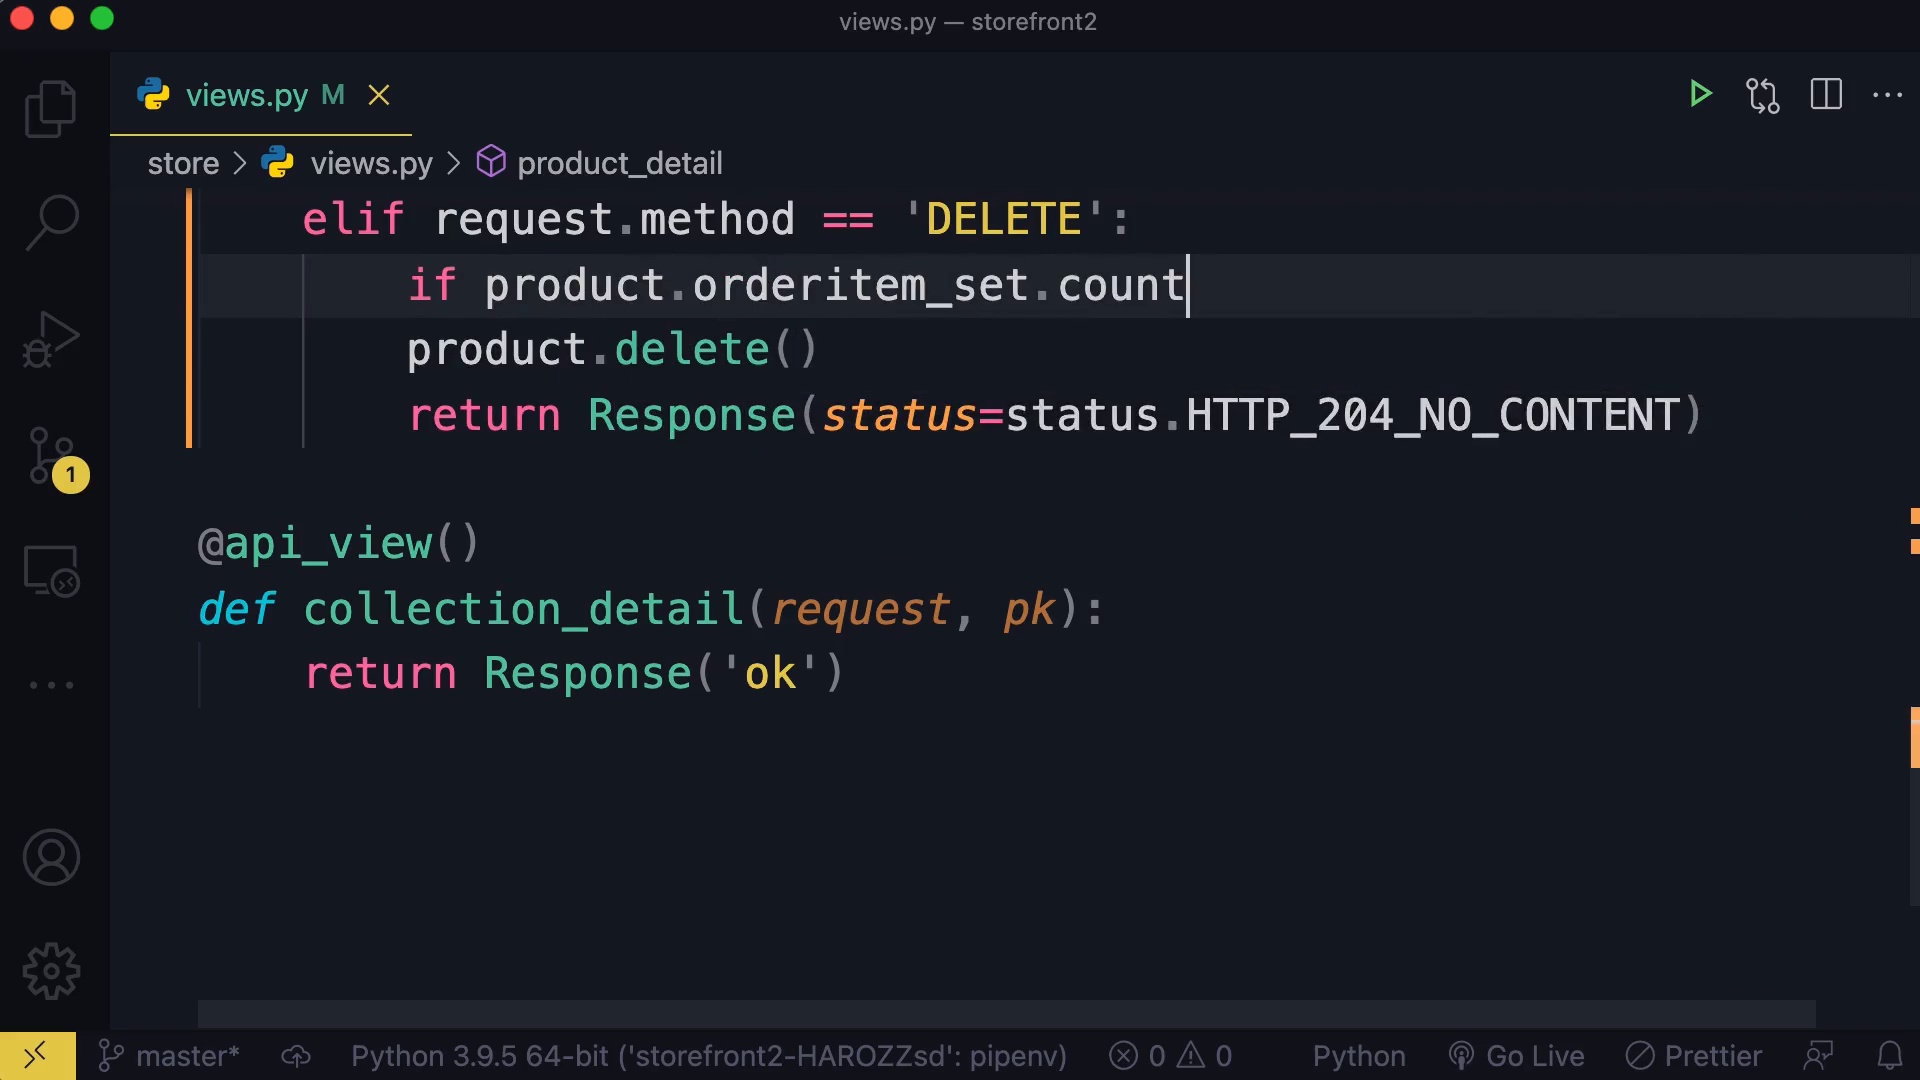 views.py — storefront2
views.py M
store > views.py > product_detail
elif request.method == 'DELETE':
if product.orderitem_set.count
product.delete()
return Response(status=status.HTTP_204_NO_CONTENT)
@api_view()
def collection_detail(request, pk):
return Response('ok')
1
master* Python 3.9.5 64-bit ('storefront2-HAROZZsd': pipenv) 0 0 Python Go Live Prettier